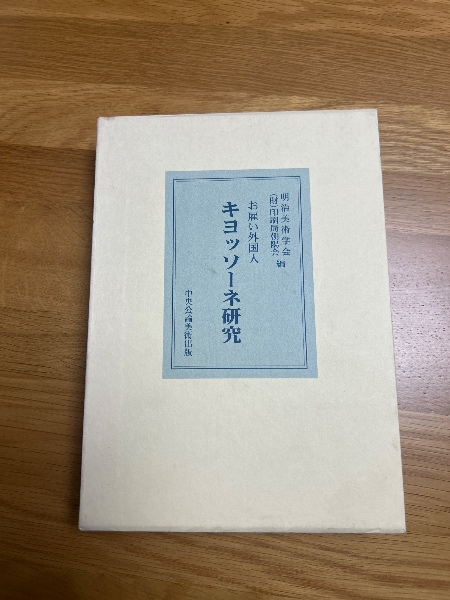 明治美術学会
(財)印刷局朝陽会 編
お雇い外国人
キヨッソーネ研究
中央公論美術出版